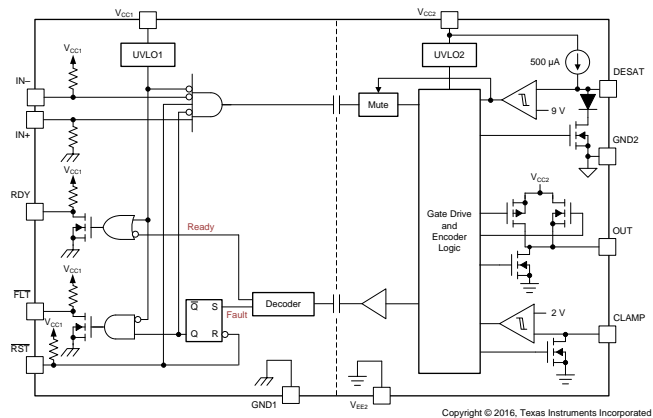 VCC1
VCC2
UVLO1
UVLO2
500 µA
DESAT
VCC1
IN–
IN+
Mute
9 V
GND2
VCC1
RDY
Ready
VCC2
Gate Drive
and
Encoder
Logic
OUT
VCC1
FLT
VCC1
Q S
Fault
Q R
Decoder
2 V
CLAMP
RST
GND1
VEE2
Copyright © 2016, Texas Instruments Incorporated